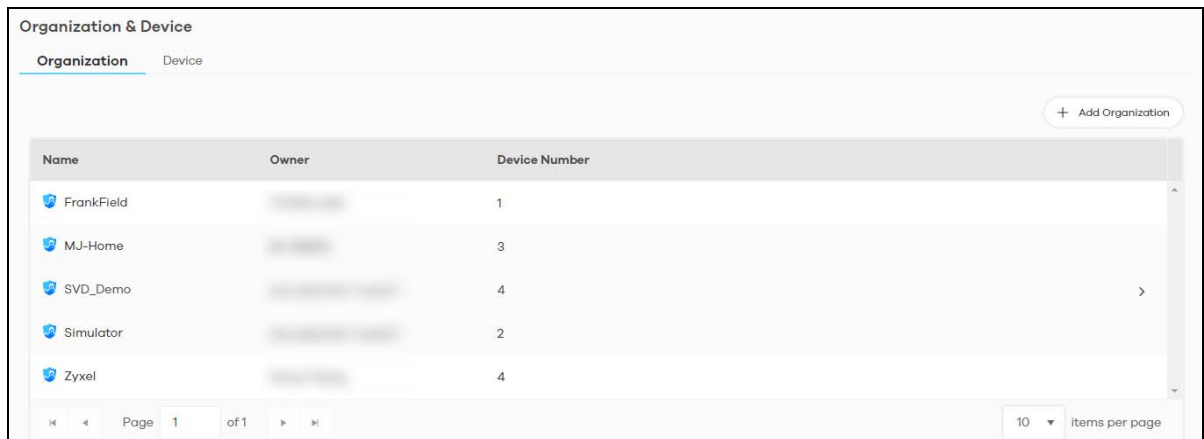 Organization & Device
Organization Device
+ Add Organization
Name Owner Device Number
FrankField 1
MJ-Home 3
SVD_Demo 4
Simulator 2
Zyxel 4
Page 1 of 1 10 items per page